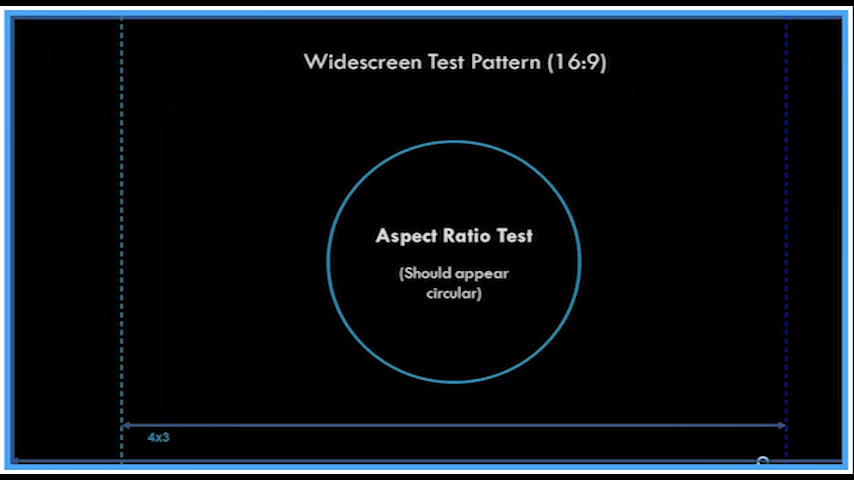 Widescreen Test Pattern (16:9)
Aspect Ratio Test
(Should appear
circular)
4x3